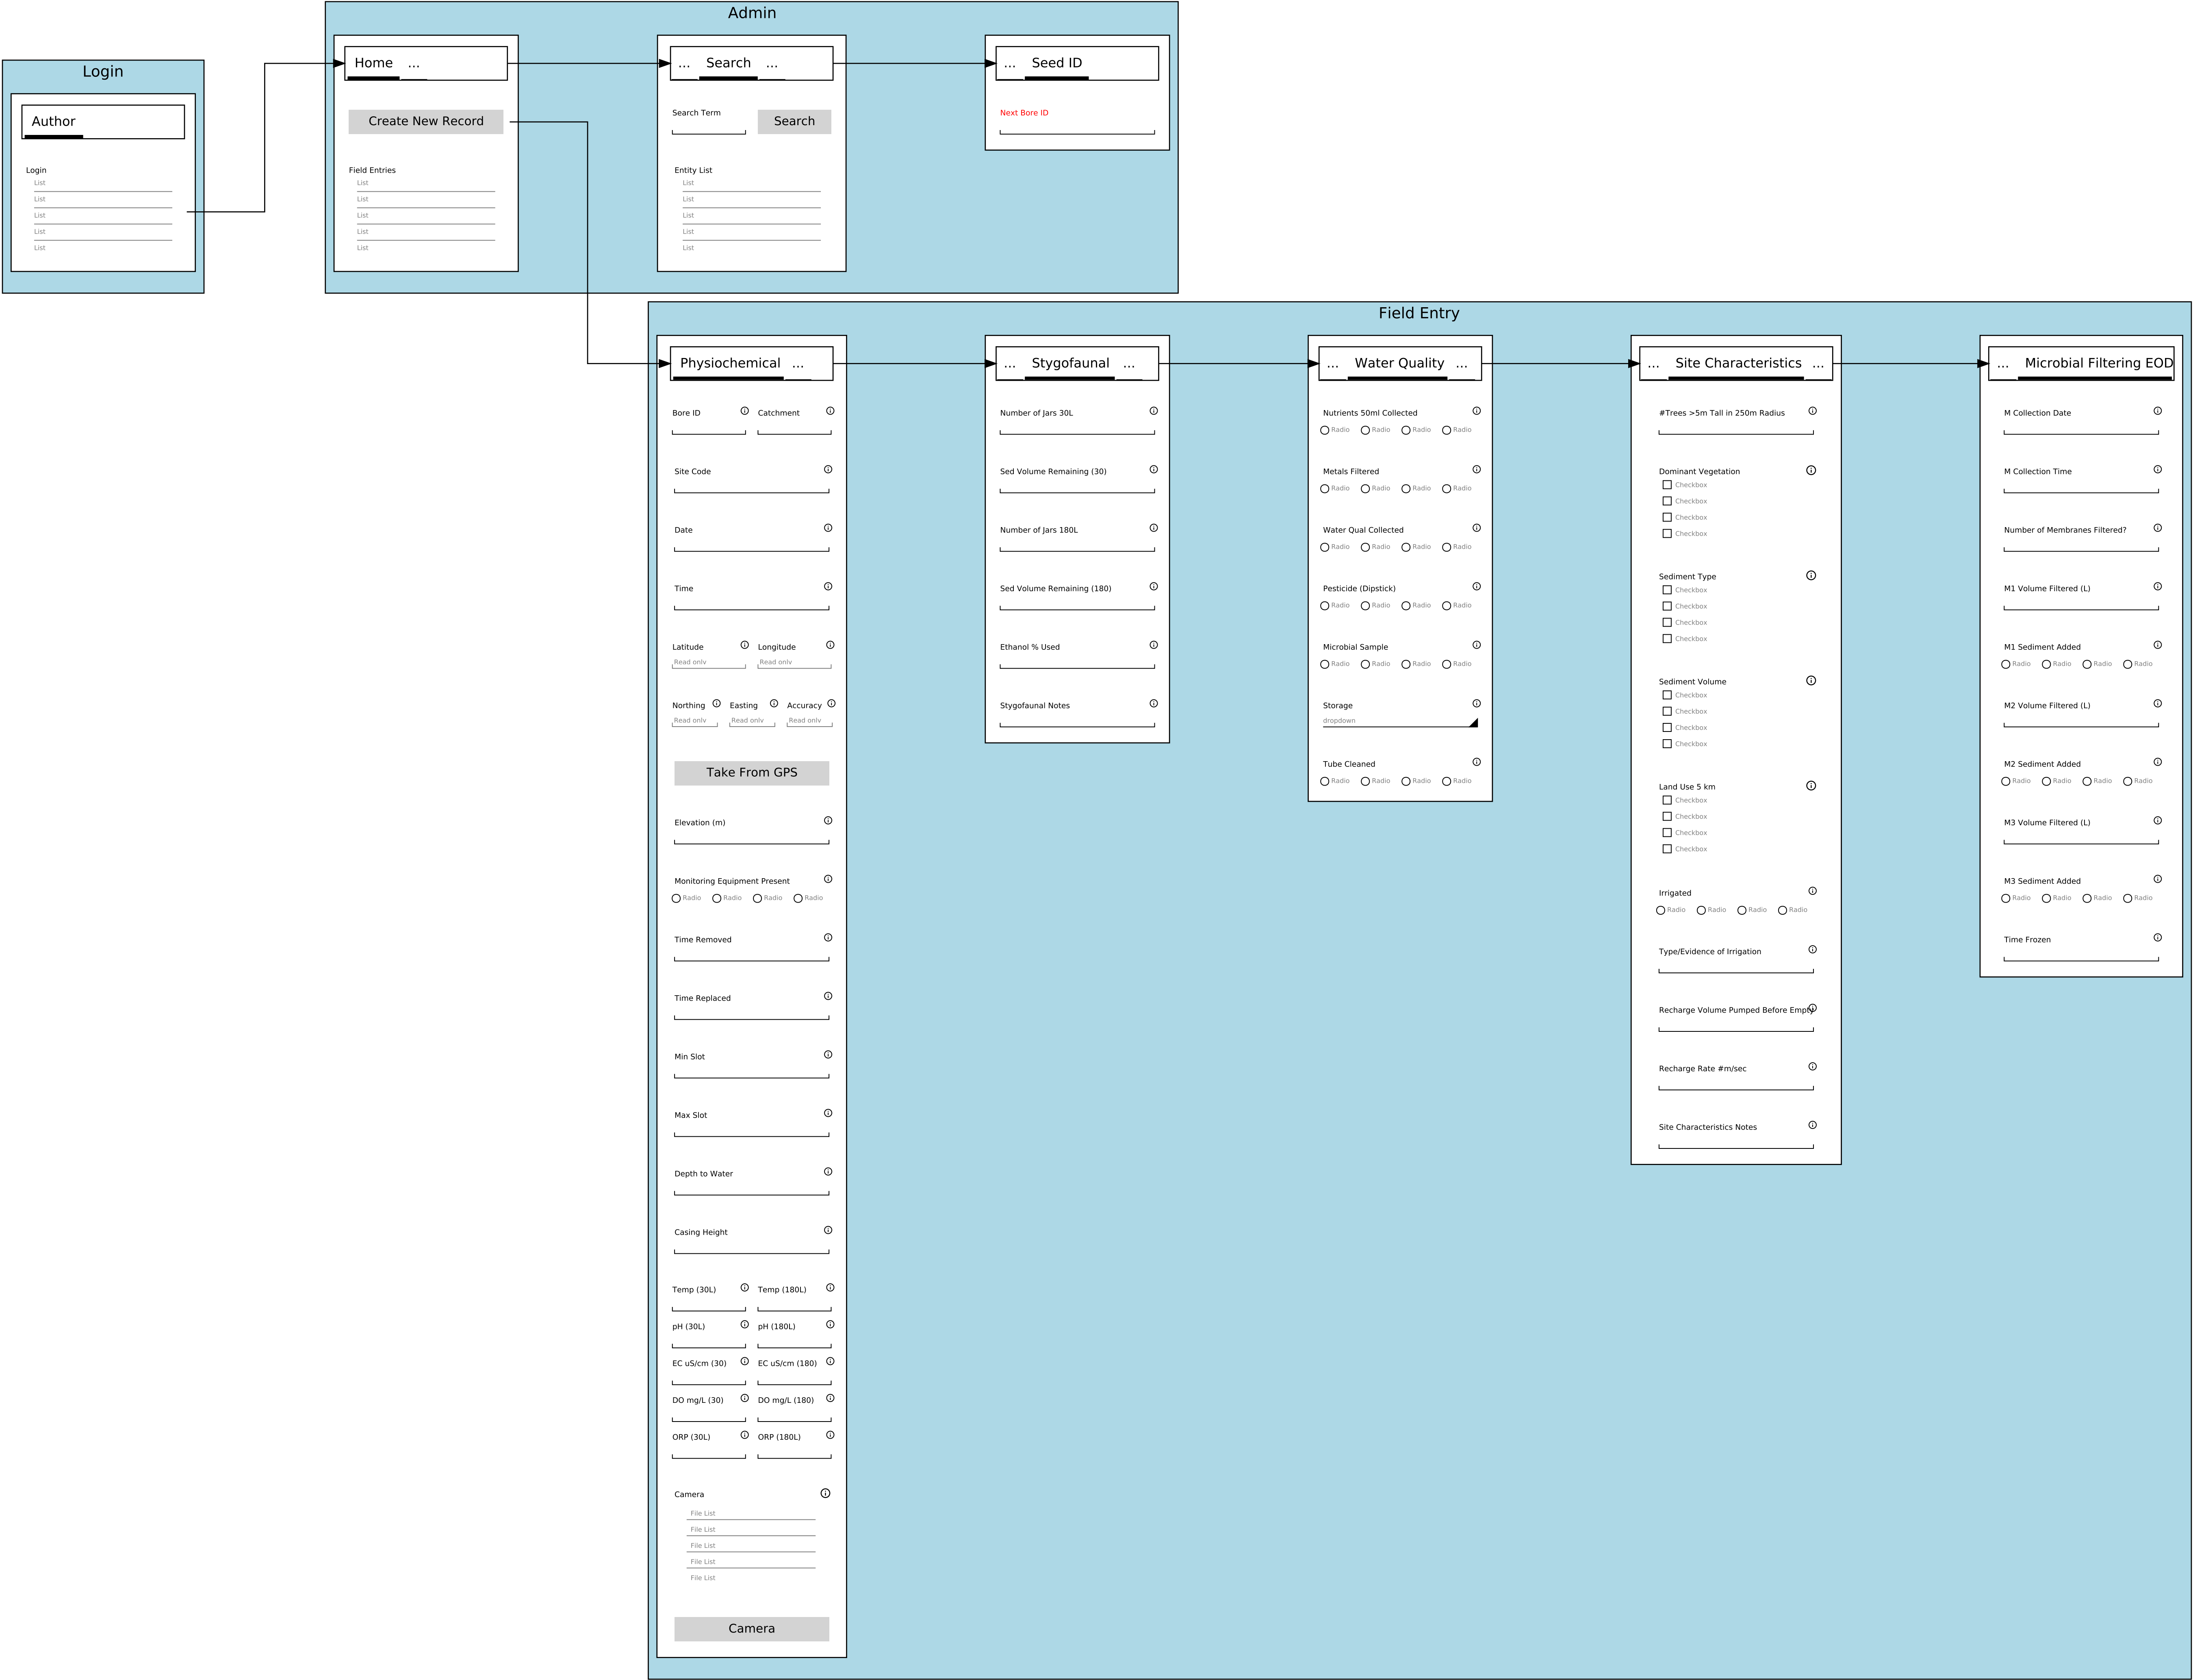 Admin
Login
Author
Login
List
List
List
List
List
Home ...
Create New Record
Field Entries
List
List
List
List
List
... Search ...
Search Term
Search
Entity List
List
List
List
List
List
... Seed ID
Next Bore ID
Field Entry
Physiochemical ...
Bore ID Catchment
Site Code
Date
Time
Latitude Longitude
Read only Read only
Northing Easting Accuracy
Read only Read only Read only
Take From GPS
Elevation (m)
Monitoring Equipment Present
Radio Radio Radio Radio
Time Removed
Time Replaced
Min Slot
Max Slot
Depth to Water
Casing Height
Temp (30L) Temp (180L)
pH (30L) pH (180L)
EC uS/cm (30) EC uS/cm (180)
DO mg/L (30) DO mg/L (180)
ORP (30L) ORP (180L)
Camera
File List
File List
File List
File List
File List
Camera
... Stygofaunal ...
Number of Jars 30L
Sed Volume Remaining (30)
Number of Jars 180L
Sed Volume Remaining (180)
Ethanol % Used
Stygofaunal Notes
... Water Quality ...
Nutrients 50ml Collected
Radio Radio Radio Radio
Metals Filtered
Radio Radio Radio Radio
Water Qual Collected
Radio Radio Radio Radio
Pesticide (Dipstick)
Radio Radio Radio Radio
Microbial Sample
Radio Radio Radio Radio
Storage
dropdown
Tube Cleaned
Radio Radio Radio Radio
... Site Characteristics ...
#Trees >5m Tall in 250m Radius
Dominant Vegetation
Checkbox
Checkbox
Checkbox
Checkbox
Sediment Type
Checkbox
Checkbox
Checkbox
Checkbox
Sediment Volume
Checkbox
Checkbox
Checkbox
Checkbox
Land Use 5 km
Checkbox
Checkbox
Checkbox
Checkbox
Irrigated
Radio Radio Radio Radio
Type/Evidence of Irrigation
Recharge Volume Pumped Before Empty
Recharge Rate #m/sec
Site Characteristics Notes
... Microbial Filtering EOD
M Collection Date
M Collection Time
Number of Membranes Filtered?
M1 Volume Filtered (L)
M1 Sediment Added
Radio Radio Radio Radio
M2 Volume Filtered (L)
M2 Sediment Added
Radio Radio Radio Radio
M3 Volume Filtered (L)
M3 Sediment Added
Radio Radio Radio Radio
Time Frozen